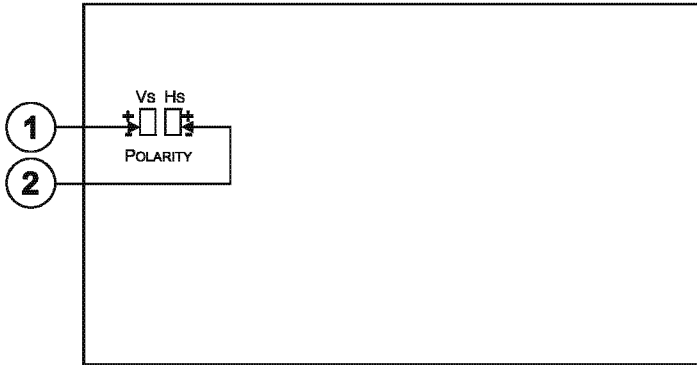 Vs Hs
+ +
- -
POLARITY
1
2